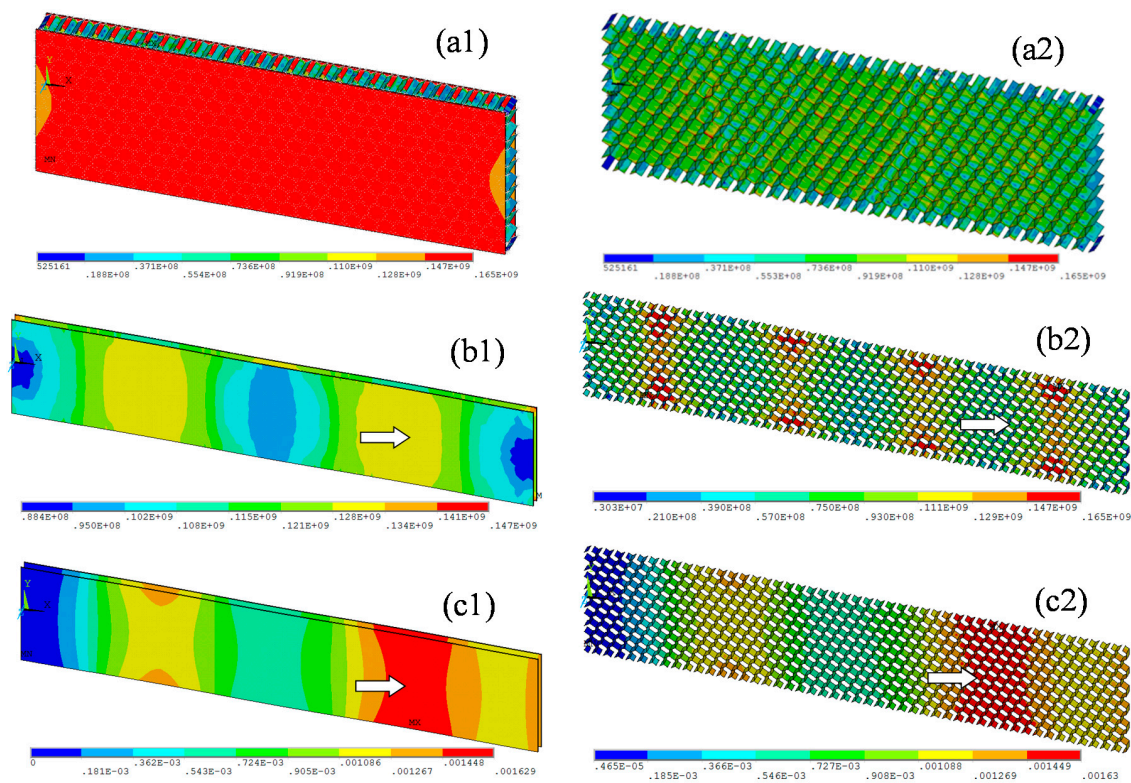 (a1)
Y
X
MN
525161 .188E+08 .371E+08 .554E+08 .736E+08 .919E+08 .110E+09 .128E+09 .147E+09 .165E+09
(a2)
525161 .188E+08 .371E+08 .553E+08 .736E+08 .919E+08 .110E+09 .128E+09 .147E+09 .165E+09
(b1)
X
M
.884E+08 .950E+08 .102E+09 .108E+09 .115E+09 .121E+09 .128E+09 .134E+09 .141E+09 .147E+09
(b2)
.303E+07 .210E+08 .390E+08 .570E+08 .750E+08 .930E+08 .111E+09 .129E+09 .147E+09 .165E+09
(c1)
Y
X
MX
0 .181E-03 .362E-03 .543E-03 .724E-03 .905E-03 .001086 .001267 .001448 .001629
(c2)
.465E-05 .185E-03 .366E-03 .546E-03 .727E-03 .908E-03 .001088 .001269 .001449 .00163